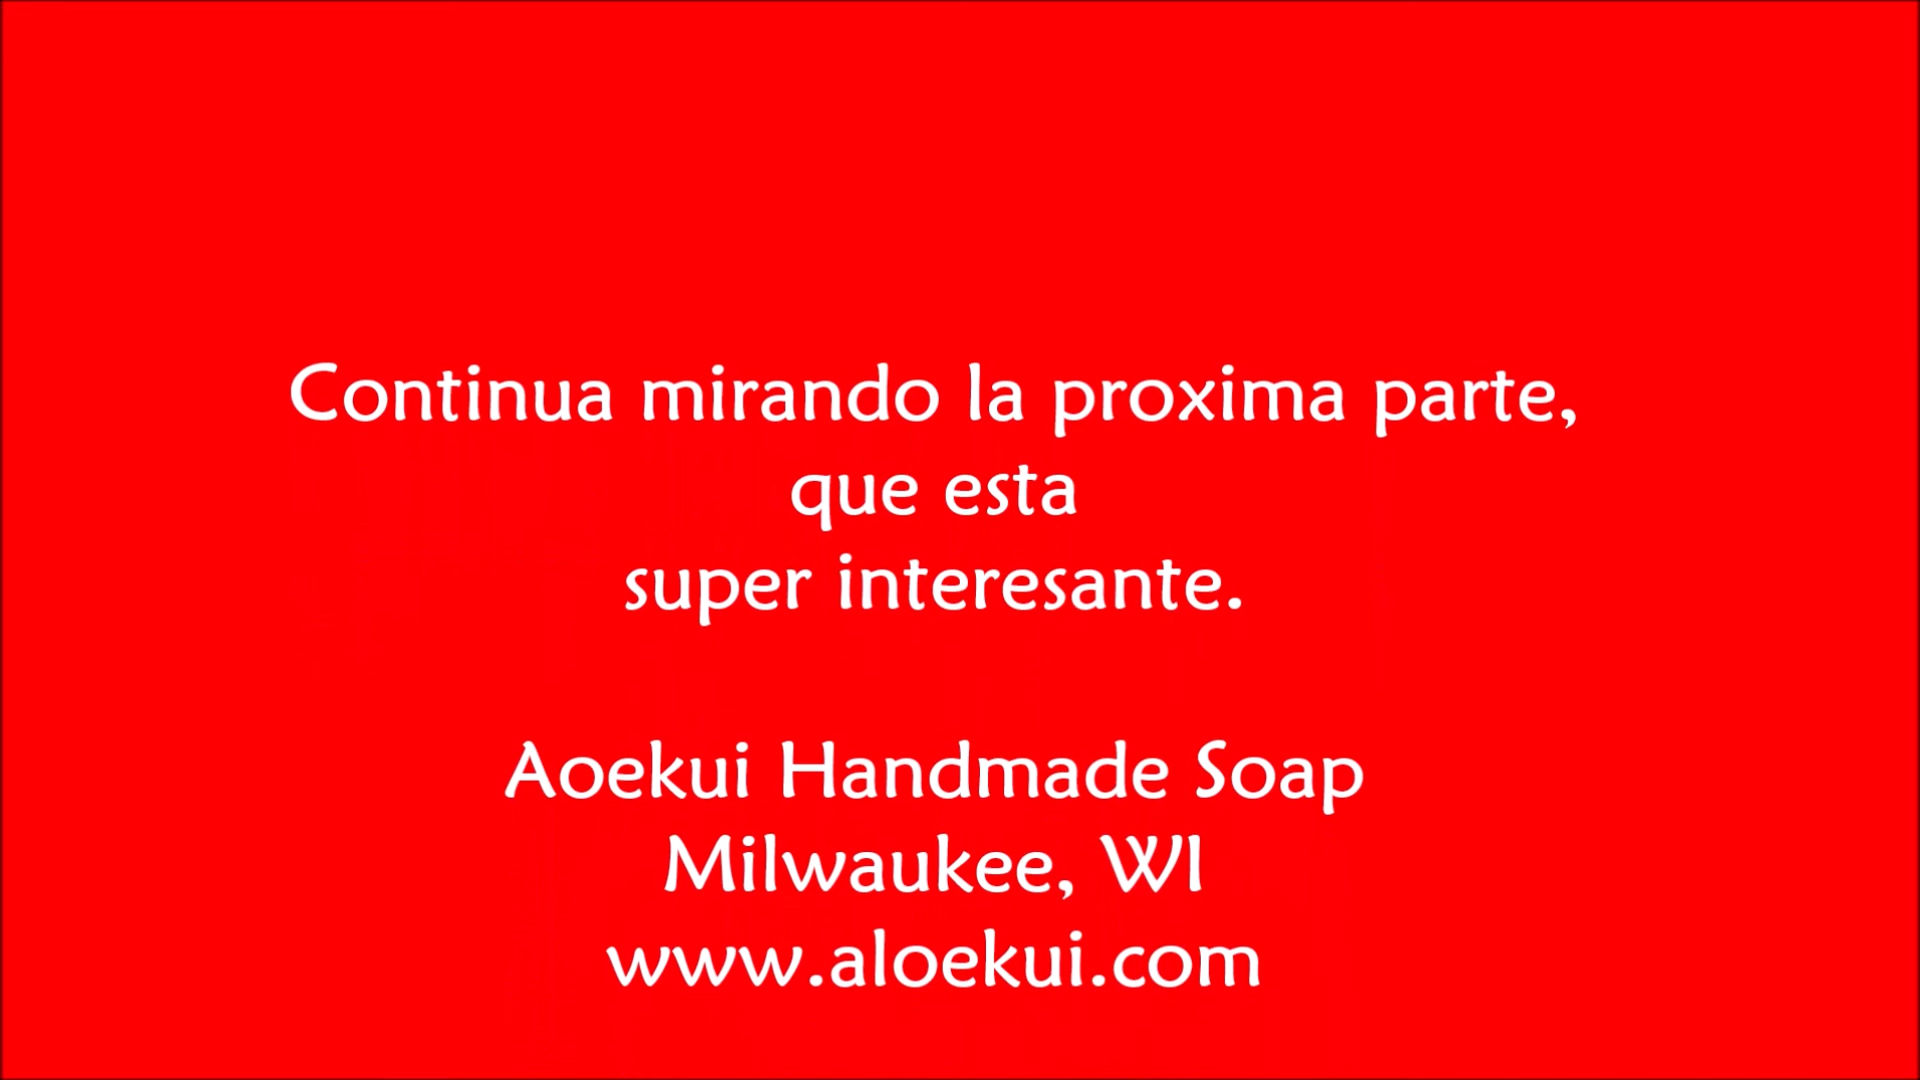 Continua mirando la proxima parte,
que esta
super interesante.
Aoekui Handmade Soap
Milwaukee, WI
www.aloekui.com